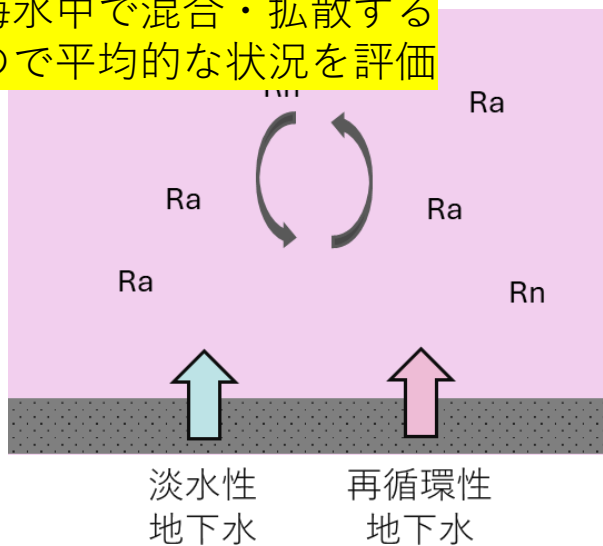 海水中で混合・拡散する
ので平均的な状況を評価
Rn
Ra
Ra
Ra
Ra
Rn
淡水性
地下水
再循環性
地下水